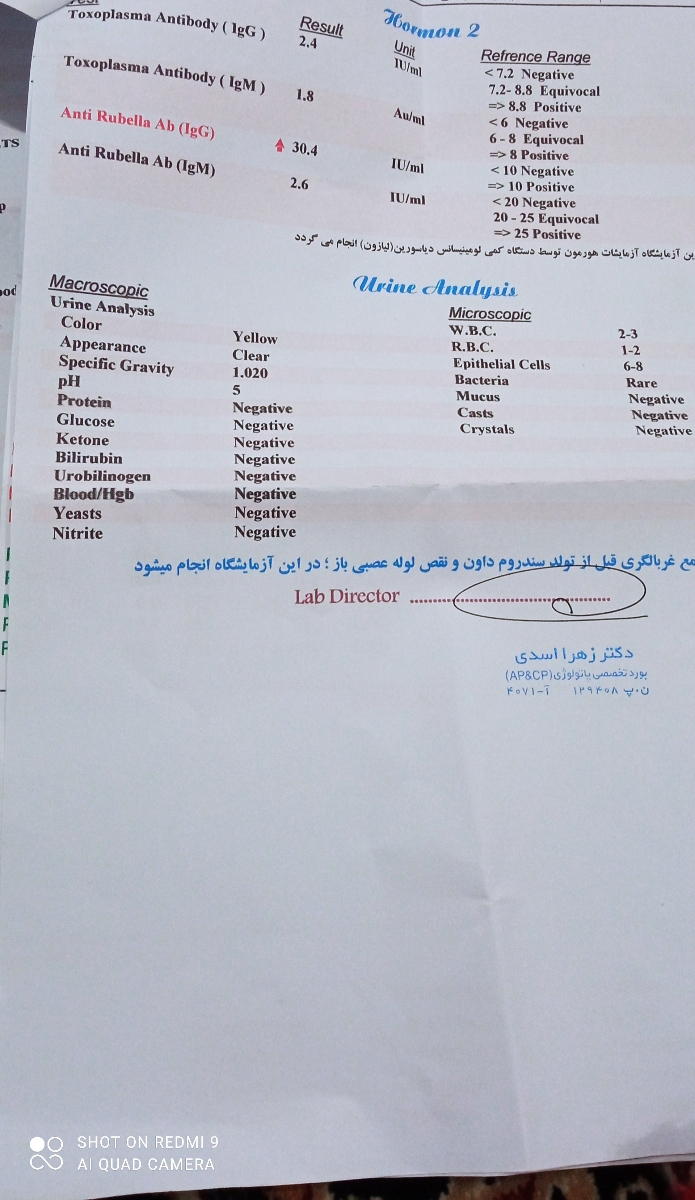 Hormon 2
Result Unit Refrence Range
Toxoplasma Antibody ( IgG ) 2.4 IU/ml < 7.2 Negative
7.2- 8.8 Equivocal
=> 8.8 Positive
Toxoplasma Antibody ( IgM ) 1.8 Au/ml < 6 Negative
6 - 8 Equivocal
=> 8 Positive
Anti Rubella Ab (IgG) 30.4 IU/ml < 10 Negative
=> 10 Positive
Anti Rubella Ab (IgM) 2.6 IU/ml < 20 Negative
20 - 25 Equivocal
=> 25 Positive
آزمایشگاه آزمایشات هورمون توسط دستگاه کمی لومینسانس دیاسورین(لیازون) انجام می گردد
Urine Analysis
Macroscopic
Urine Analysis
Color Yellow
Appearance Clear
Specific Gravity 1.020
pH 5
Protein Negative
Glucose Negative
Ketone Negative
Bilirubin Negative
Urobilinogen Negative
Blood/Hgb Negative
Yeasts Negative
Nitrite Negative
Microscopic
W.B.C. 2-3
R.B.C. 1-2
Epithelial Cells 6-8
Bacteria Rare
Mucus Negative
Casts Negative
Crystals Negative
غربالگری قبل از تولد سندروم داون و نقص لوله عصبی باز ؛ در این آزمایشگاه انجام میشود
Lab Director
دکتر زهرا اسدی
بورد تخصصی پاتولوژی(AP&CP)
ن.پ ۱۲۹۴۰۸ آ-۴۰۷۱
SHOT ON REDMI 9
AI QUAD CAMERA